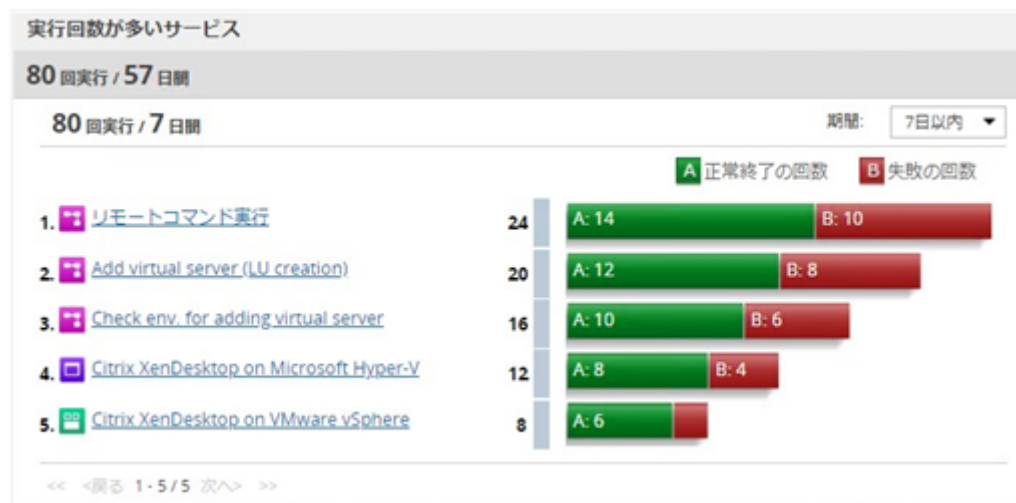 実行回数が多いサービス
80 回実行 / 57 日間
80 回実行 / 7 日間 期間: 7日以内
A 正常終了の回数 B 失敗の回数
1. リモートコマンド実行 24 A: 14 B: 10
2. Add virtual server (LU creation) 20 A: 12 B: 8
3. Check env. for adding virtual server 16 A: 10 B: 6
4. Citrix XenDesktop on Microsoft Hyper-V 12 A: 8 B: 4
5. Citrix XenDesktop on VMware vSphere 8 A: 6
<< <戻る 1 - 5 / 5 次へ> >>